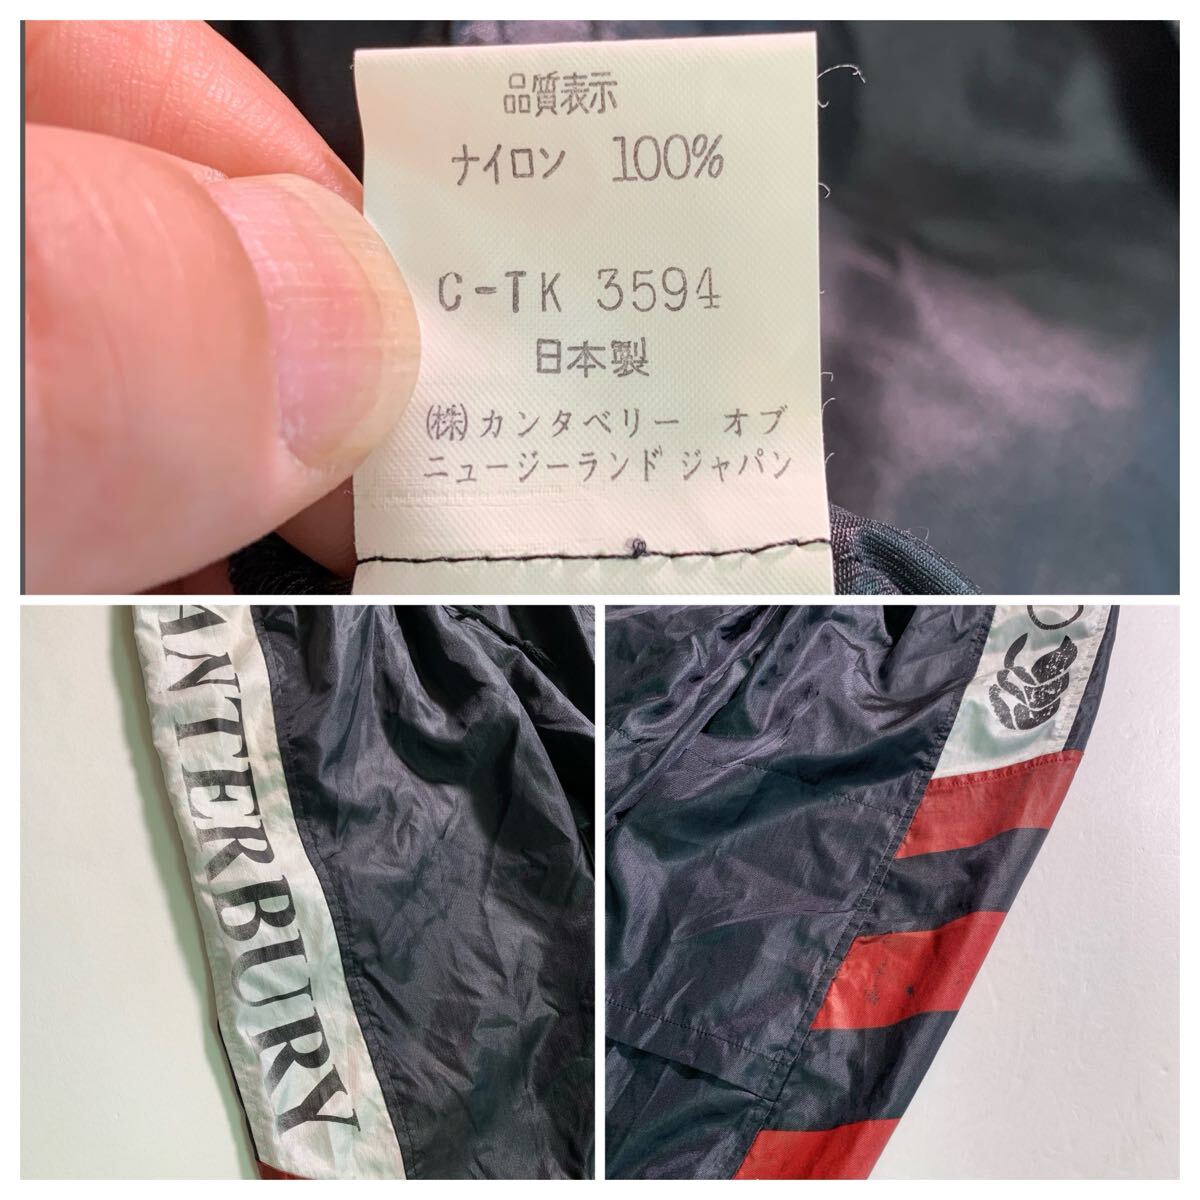 品質表示
ナイロン 100%
C-TK 3594
日本製
㈱カンタベリー オブ
ニュージーランド ジャパン
ANTERBURY
C